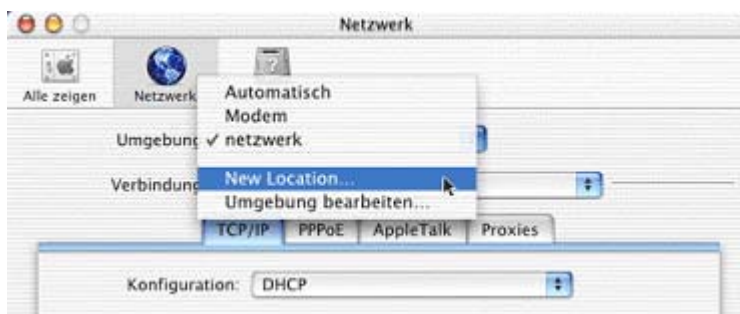 Netzwerk
Alle zeigen
Netzwerk
Automatisch
Modem
Umgebung
netzwerk
Verbindung
New Location...
Umgebung bearbeiten...
TCP/IP PPPoE AppleTalk Proxies
Konfiguration: DHCP